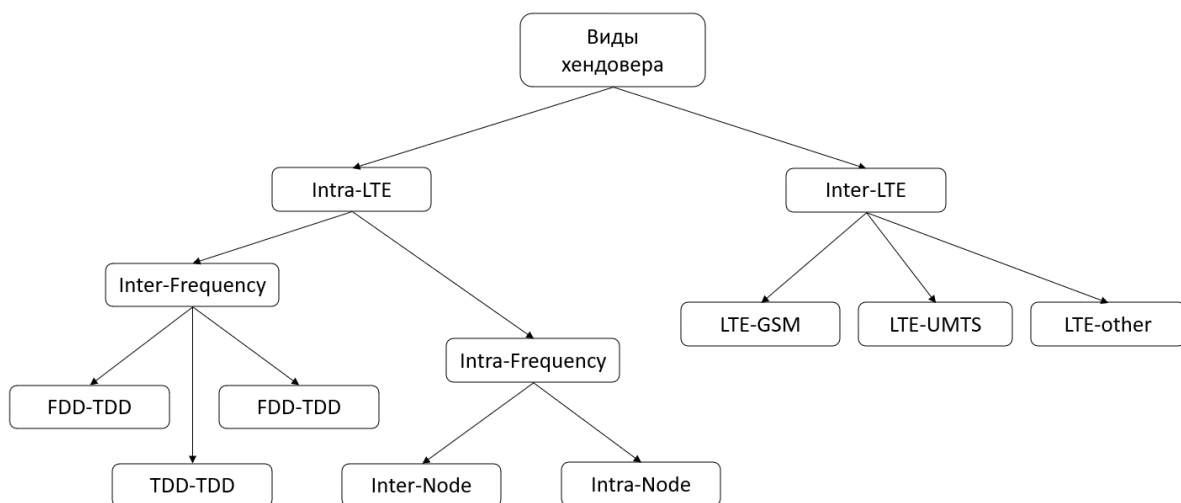 Виды
хендовера
Intra-LTE
Inter-LTE
Inter-Frequency
LTE-GSM
LTE-UMTS
LTE-other
Intra-Frequency
FDD-TDD
FDD-TDD
TDD-TDD
Inter-Node
Intra-Node